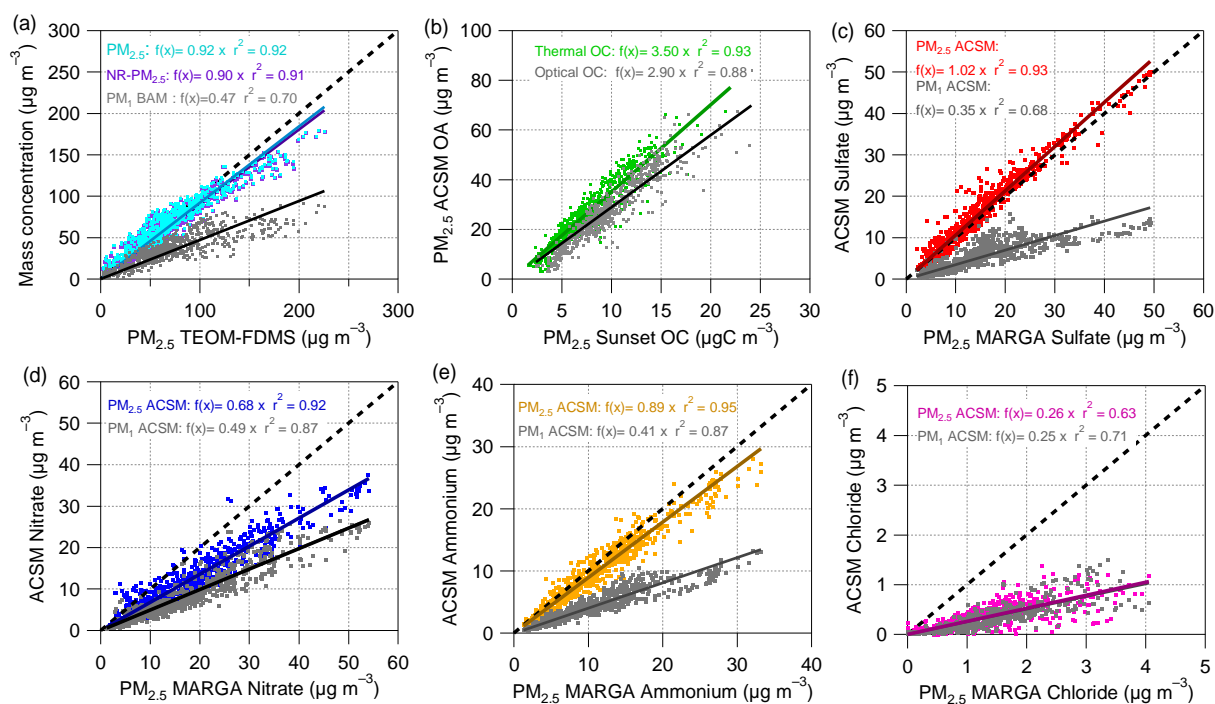 (a)
Mass concentration (µg m⁻³)
300
250
200
150
100
50
0
PM₂.₅: f(x)= 0.92 x r² = 0.92
NR-PM₂.₅: f(x)= 0.90 x r² = 0.91
PM₁ BAM : f(x)=0.47 r² = 0.70
0 100 200 300
PM₂.₅ TEOM-FDMS (µg m⁻³)
(b)
PM₂.₅ ACSM OA (µg m⁻³)
100
80
60
40
20
0
Thermal OC: f(x)= 3.50 x r² = 0.93
Optical OC: f(x) = 2.90 x r² = 0.88
0 5 10 15 20 25 30
PM₂.₅ Sunset OC (µgC m⁻³)
(c)
ACSM Sulfate (µg m⁻³)
60
50
40
30
20
10
0
PM₂.₅ ACSM:
f(x)= 1.02 x r² = 0.93
PM₁ ACSM:
f(x)= 0.35 x r² = 0.68
0 10 20 30 40 50 60
PM₂.₅ MARGA Sulfate (µg m⁻³)
(d)
ACSM Nitrate (µg m⁻³)
60
50
40
30
20
10
0
PM₂.₅ ACSM: f(x)= 0.68 x r² = 0.92
PM₁ ACSM: f(x)= 0.49 x r² = 0.87
0 10 20 30 40 50 60
PM₂.₅ MARGA Nitrate (µg m⁻³)
(e)
ACSM Ammonium (µg m⁻³)
40
30
20
10
0
PM₂.₅ ACSM: f(x)= 0.89 x r² = 0.95
PM₁ ACSM: f(x)= 0.41 x r² = 0.87
0 10 20 30 40
PM₂.₅ MARGA Ammonium (µg m⁻³)
(f)
ACSM Chloride (µg m⁻³)
5
4
3
2
1
0
PM₂.₅ ACSM: f(x)= 0.26 x r² = 0.63
PM₁ ACSM: f(x)= 0.25 x r² = 0.71
0 1 2 3 4 5
PM₂.₅ MARGA Chloride (µg m⁻³)